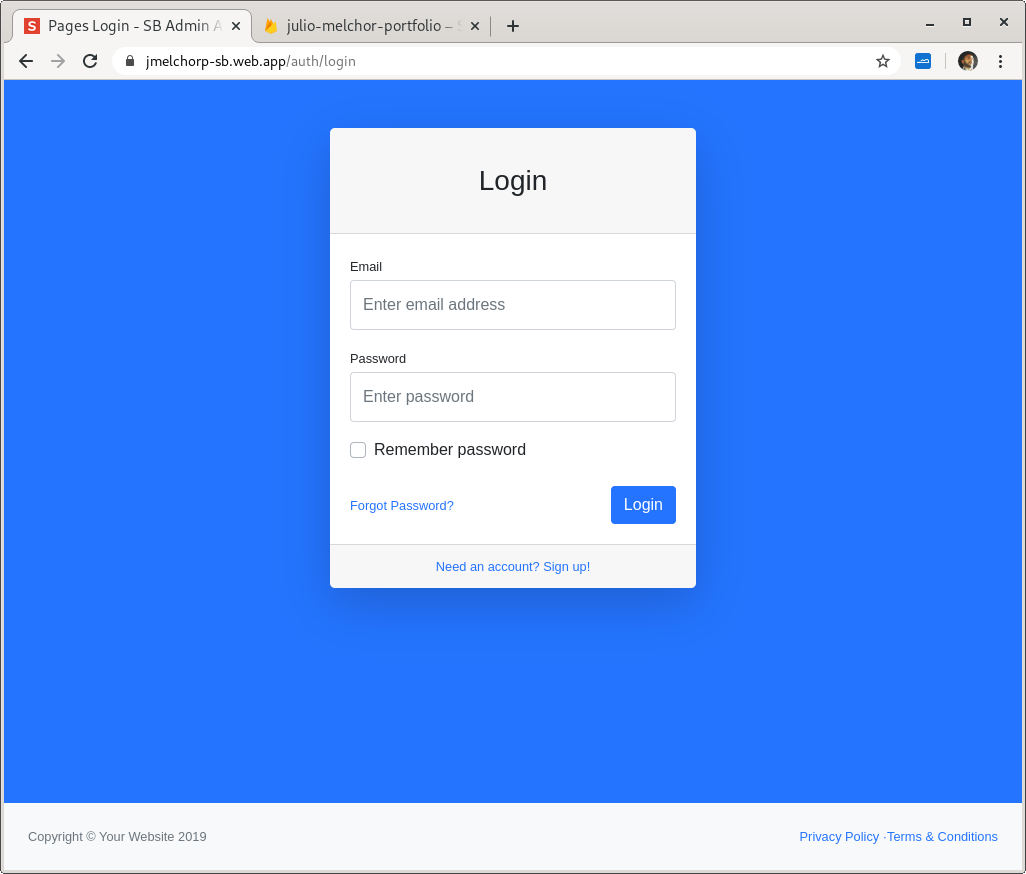 S Pages Login - SB Admin A
julio-melchor-portfolio – S
jmelchorp-sb.web.app/auth/login
Login
Email
Enter email address
Password
Enter password
Remember password
Forgot Password?
Login
Need an account? Sign up!
Copyright © Your Website 2019
Privacy Policy ·Terms & Conditions